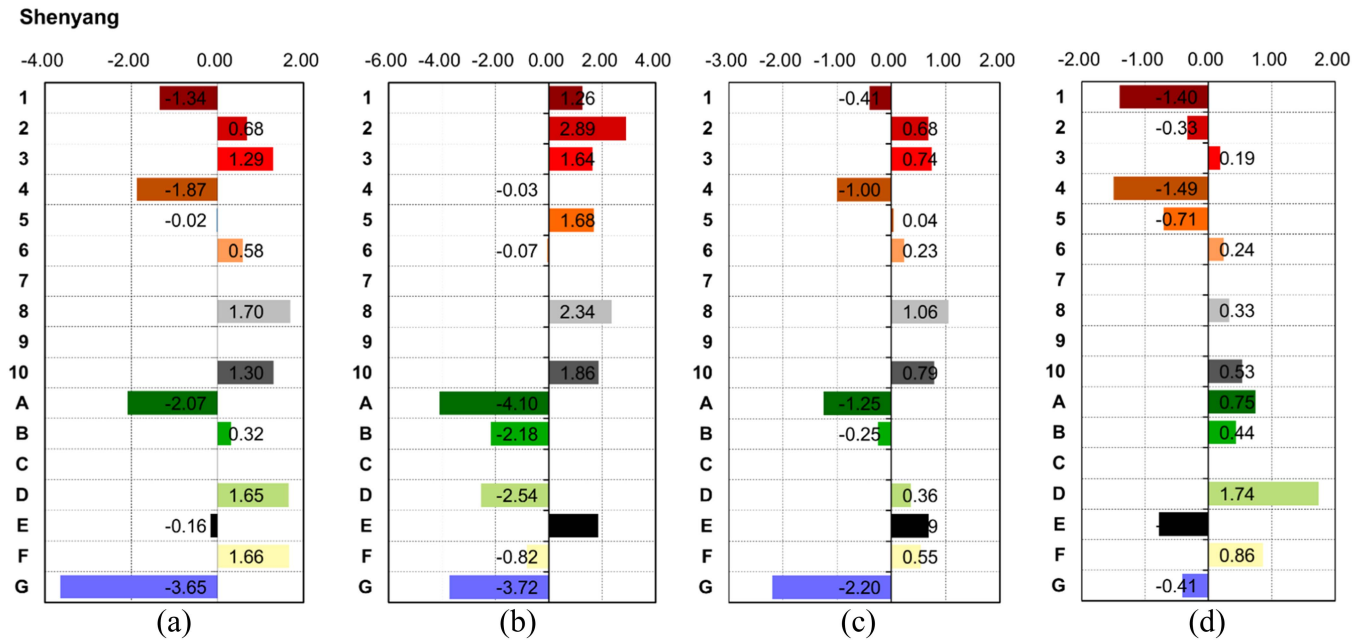 Shenyang
-4.00 -2.00 0.00 2.00
1 -1.34
2 0.68
3 1.29
4 -1.87
5 -0.02
6 0.58
7
8 1.70
9
10 1.30
A -2.07
B 0.32
C
D 1.65
E -0.16
F 1.66
G -3.65
(a)
-6.00 -4.00 -2.00 0.00 2.00 4.00
1 1.26
2 2.89
3 1.64
4 -0.03
5 1.68
6 -0.07
7
8 2.34
9
10 1.86
A -4.10
B -2.18
C
D -2.54
E
F -0.82
G -3.72
(b)
-3.00 -2.00 -1.00 0.00 1.00 2.00
1 -0.41
2 0.68
3 0.74
4 -1.00
5 0.04
6 0.23
7
8 1.06
9
10 0.79
A -1.25
B -0.25
C
D 0.36
E
F 0.55
G -2.20
(c)
-2.00 -1.00 0.00 1.00 2.00
1 -1.40
2 -0.33
3 0.19
4 -1.49
5 -0.71
6 0.24
7
8 0.33
9
10 0.53
A 0.75
B 0.44
C
D 1.74
E
F 0.86
G -0.41
(d)